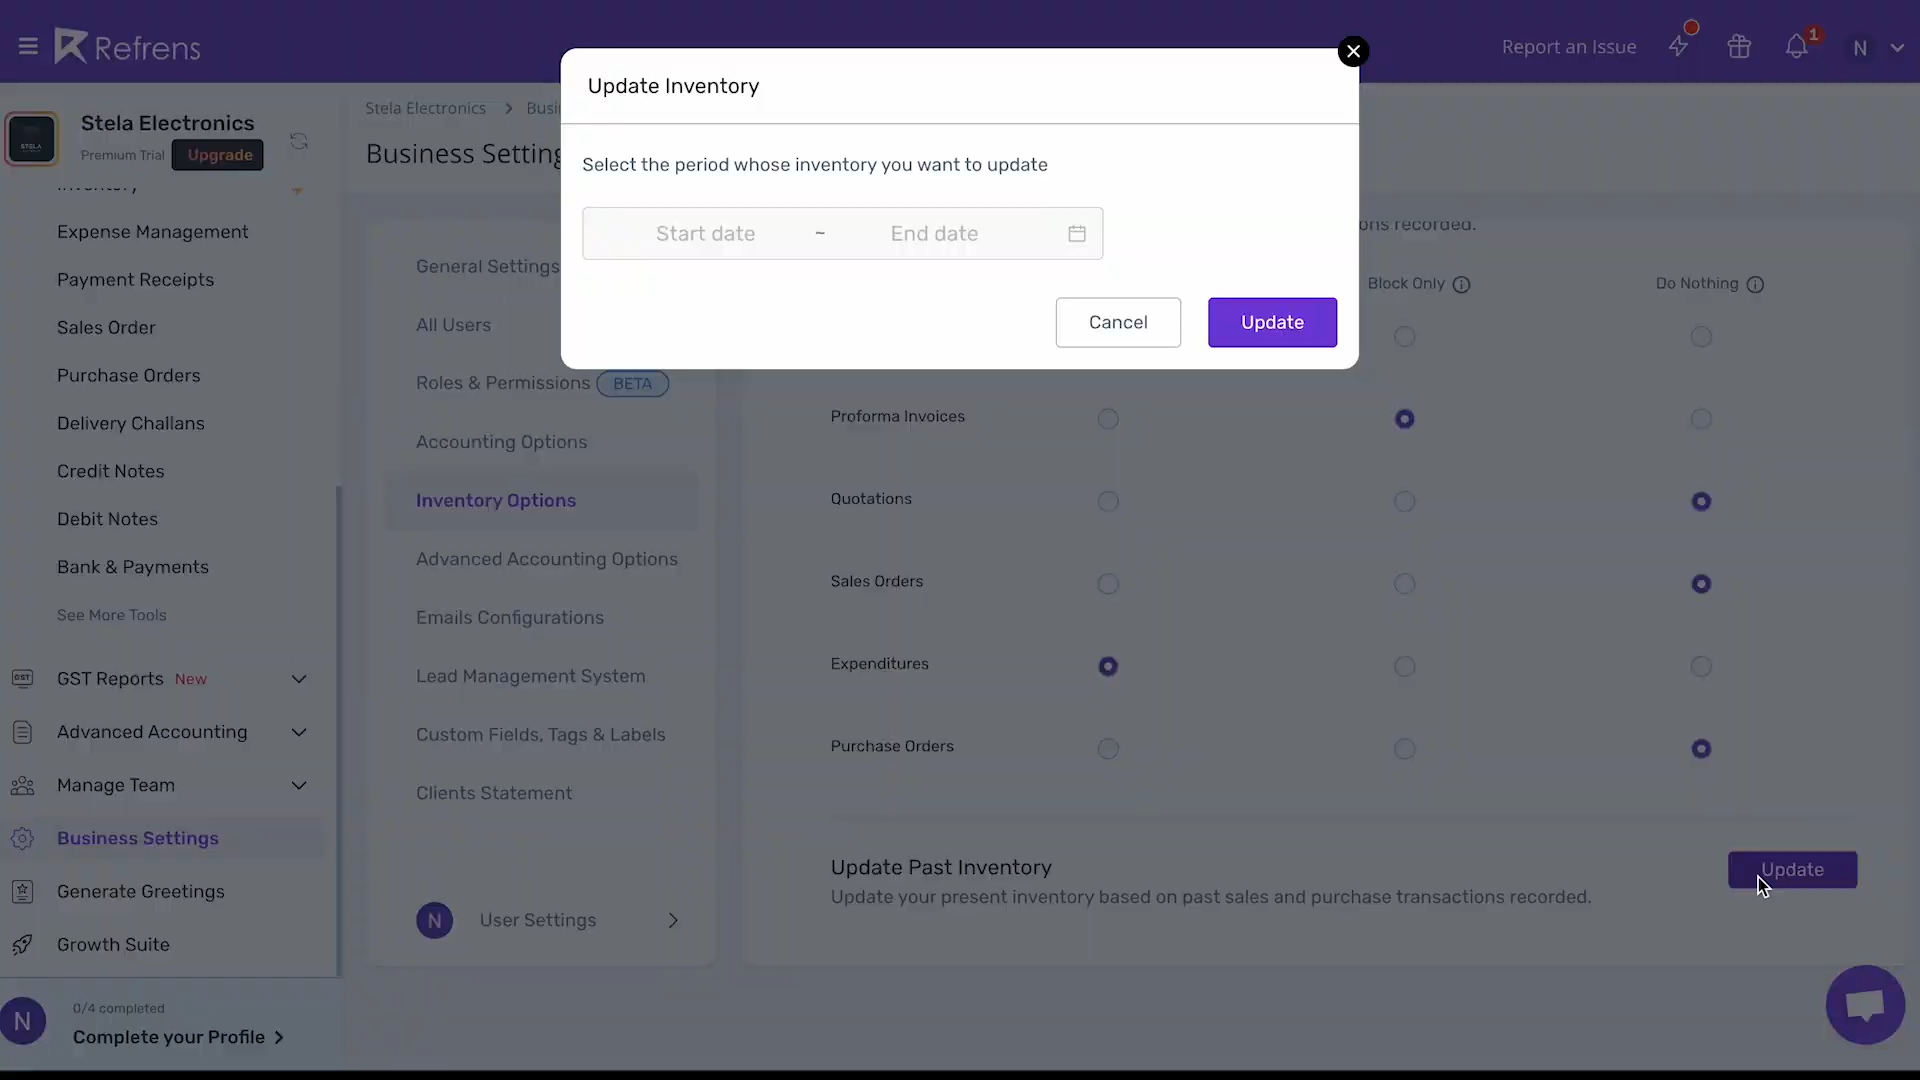 Refrens
Report an Issue
1
N
Update Inventory
Select the period whose inventory you want to update
Start date ~ End date
Cancel
Update
STELA
Stela Electronics
Premium Trial
Upgrade
Inventory
Expense Management
Payment Receipts
Sales Order
Purchase Orders
Delivery Challans
Credit Notes
Debit Notes
Bank & Payments
See More Tools
GST
GST Reports New
Advanced Accounting
Manage Team
Business Settings
Generate Greetings
Growth Suite
N
0/4 completed
Complete your Profile
Stela Electronics > Busi
Business Setting
General Settings
All Users
Roles & Permissions BETA
Accounting Options
Inventory Options
Advanced Accounting Options
Emails Configurations
Lead Management System
Custom Fields, Tags & Labels
Clients Statement
N
User Settings
ons recorded.
Block Only
Do Nothing
Proforma Invoices
Quotations
Sales Orders
Expenditures
Purchase Orders
Update Past Inventory
Update your present inventory based on past sales and purchase transactions recorded.
Update